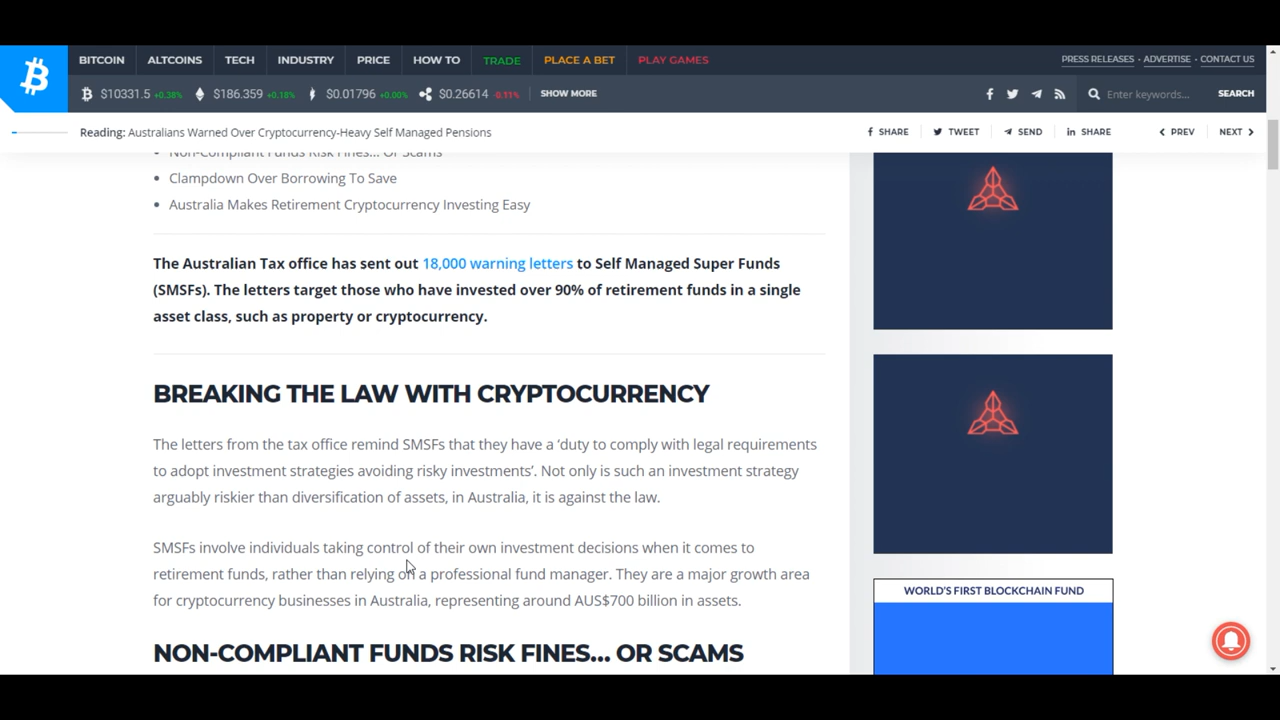 BITCOIN ALTCOINS TECH INDUSTRY PRICE HOW TO TRADE PLACE A BET PLAY GAMES PRESS RELEASES · ADVERTISE · CONTACT US
$10331.5 +0.38% $186.359 +0.18% $0.01796 +0.00% $0.26614 -0.11% SHOW MORE Enter keywords... SEARCH
Reading: Australians Warned Over Cryptocurrency-Heavy Self Managed Pensions SHARE TWEET SEND SHARE PREV NEXT
Non-Compliant Funds Risk Fines… Or Scams
Clampdown Over Borrowing To Save
Australia Makes Retirement Cryptocurrency Investing Easy
The Australian Tax office has sent out 18,000 warning letters to Self Managed Super Funds
(SMSFs). The letters target those who have invested over 90% of retirement funds in a single
asset class, such as property or cryptocurrency.
BREAKING THE LAW WITH CRYPTOCURRENCY
The letters from the tax office remind SMSFs that they have a ‘duty to comply with legal requirements
to adopt investment strategies avoiding risky investments’. Not only is such an investment strategy
arguably riskier than diversification of assets, in Australia, it is against the law.
SMSFs involve individuals taking control of their own investment decisions when it comes to
retirement funds, rather than relying on a professional fund manager. They are a major growth area
for cryptocurrency businesses in Australia, representing around AUS$700 billion in assets.
NON-COMPLIANT FUNDS RISK FINES… OR SCAMS
WORLD'S FIRST BLOCKCHAIN FUND